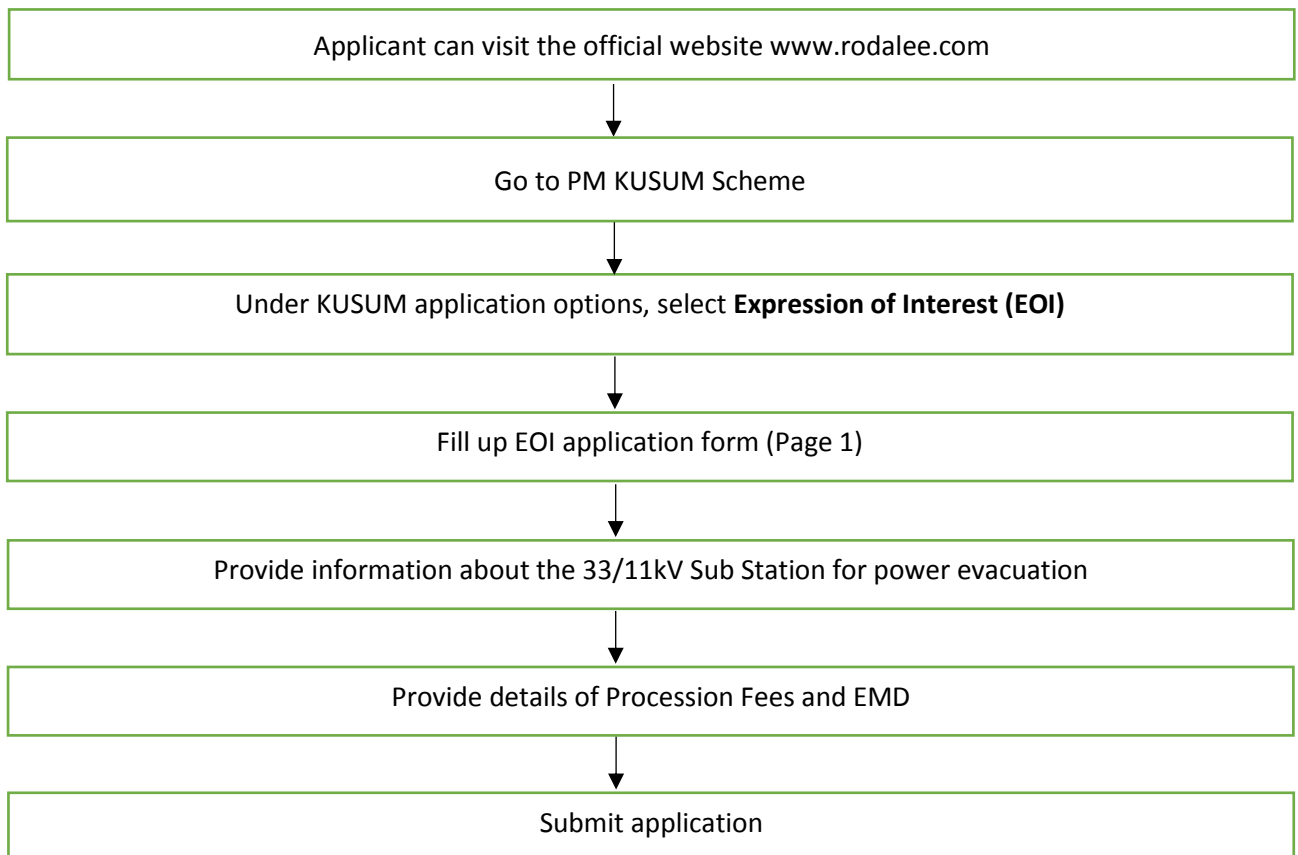 Applicant can visit the official website www.rodalee.com
Go to PM KUSUM Scheme
Under KUSUM application options, select Expression of Interest (EOI)
Fill up EOI application form (Page 1)
Provide information about the 33/11kV Sub Station for power evacuation
Provide details of Procession Fees and EMD
Submit application